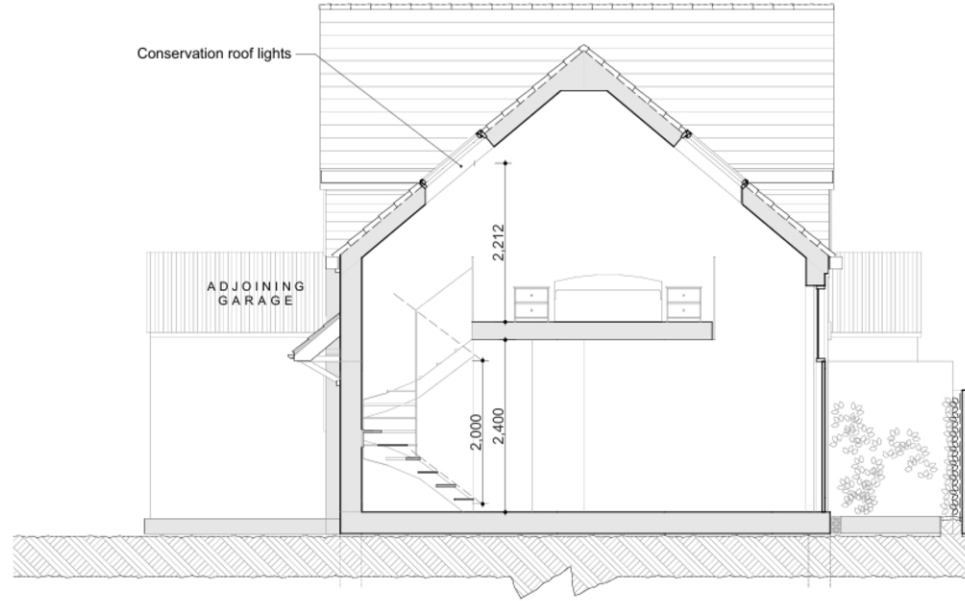 Conservation roof lights
2,212
ADJOINING
GARAGE
2,000
2,400